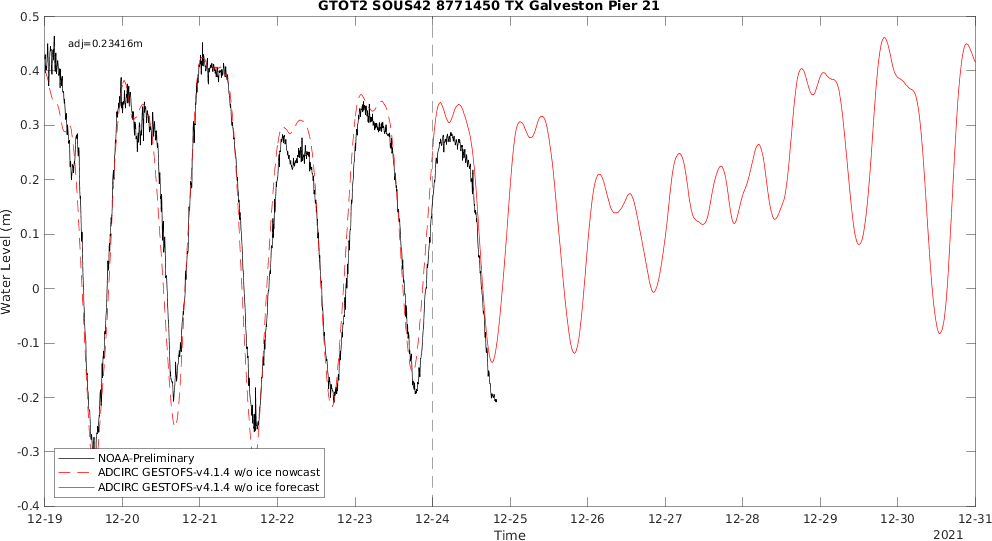 GTOT2 SOUS42 8771450 TX Galveston Pier 21
adj=0.23416m
0.5
0.4
0.3
0.2
0.1
0
-0.1
-0.2
-0.3
-0.4
Water Level (m)
NOAA-Preliminary
ADCIRC GESTOFS-v4.1.4 w/o ice nowcast
ADCIRC GESTOFS-v4.1.4 w/o ice forecast
12-19 12-20 12-21 12-22 12-23 12-24 12-25 12-26 12-27 12-28 12-29 12-30 12-31
Time
2021